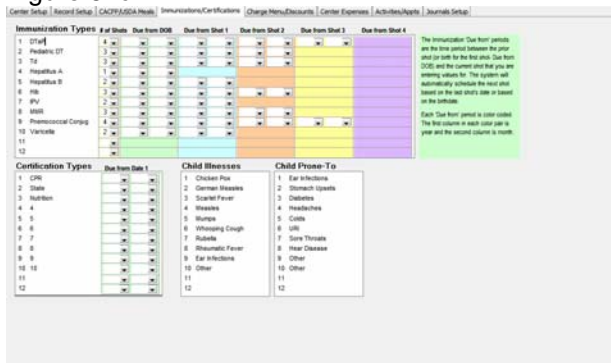 Center Setup Record Setup CACFP/USDA Meals Immunizations/Certifications Charge Menu/Discounts Center Expenses Activities/Appts Journals Setup
Immunization Types # of Shots Due from DOB Due from Shot 1 Due from Shot 2 Due from Shot 3 Due from Shot 4
1 DTaP 4
2 Pediatric DT 3
3 Td 3
4 Hepatitus A 1
5 Hepatitus B 2
6 Hib 3
7 IPV 2
8 MMR 3
9 Pnemococcal Conjug 4
10 Varicella 2
11
12
The Immunization 'Due from' periods
are the time period between the prior
shot (or birth for the first shot- Due from
DOB) and the current shot that you are
entering values for. The system will
automatically schedule the next shot
based on the last shot's date or based
on the birthdate.
Each 'Due from' period is color coded.
The first column in each color pair is
year and the second column is month.
Certification Types Due from Date 1
1 CPR
2 State
3 Nutrition
4 4
5 5
6 6
7 7
8 8
9 9
10 10
11
12
Child Illnesses
1 Chicken Pox
2 German Measles
3 Scarlet Fever
4 Measles
5 Mumps
6 Whooping Cough
7 Rubella
8 Rheumatic Fever
9 Ear Infections
10 Other
11
12
Child Prone-To
1 Ear Infections
2 Stomach Upsets
3 Diabetes
4 Headaches
5 Colds
6 URI
7 Sore Throats
8 Hear Disease
9 Other
10 Other
11
12